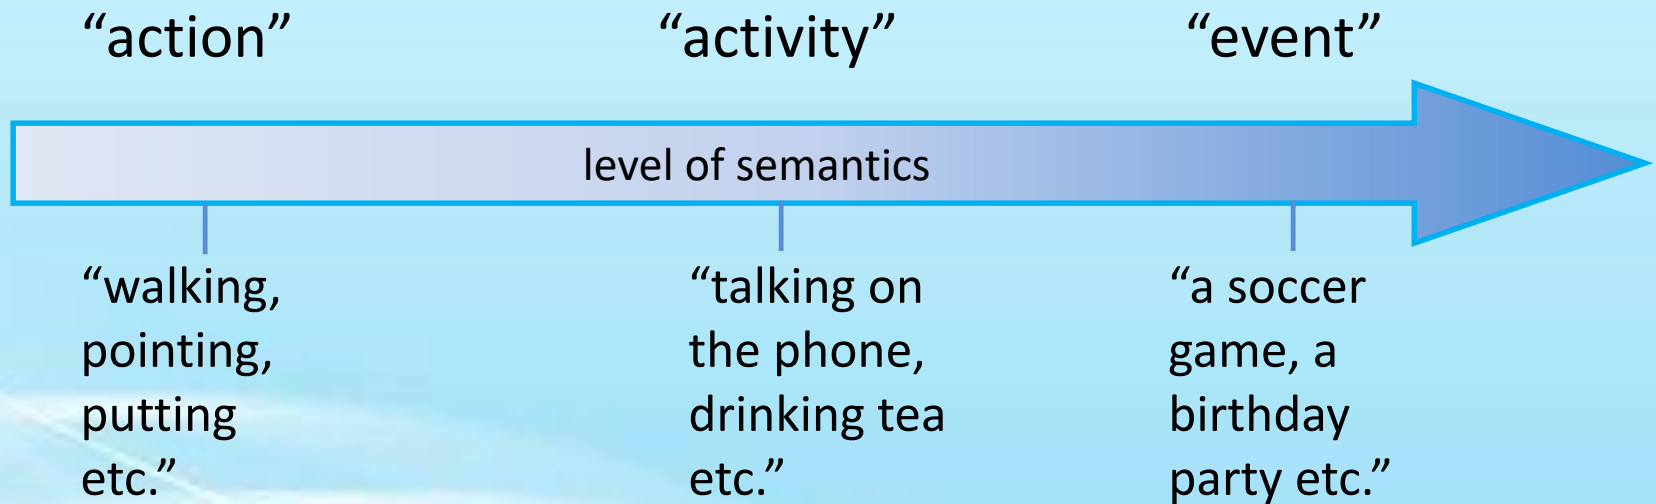 “action” “activity” “event”
level of semantics
“walking,
pointing,
putting
etc.”
“talking on
the phone,
drinking tea
etc.”
“a soccer
game, a
birthday
party etc.”